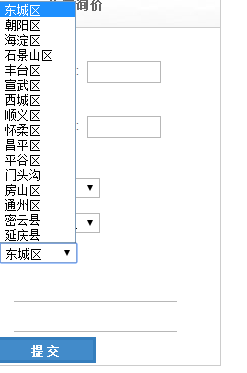 询价
东城区
朝阳区
海淀区
石景山区
丰台区
:
宣武区
西城区
顺义区
:
怀柔区
昌平区
平谷区
门头沟
房山区
通州区
密云县
延庆县
东城区
提 交